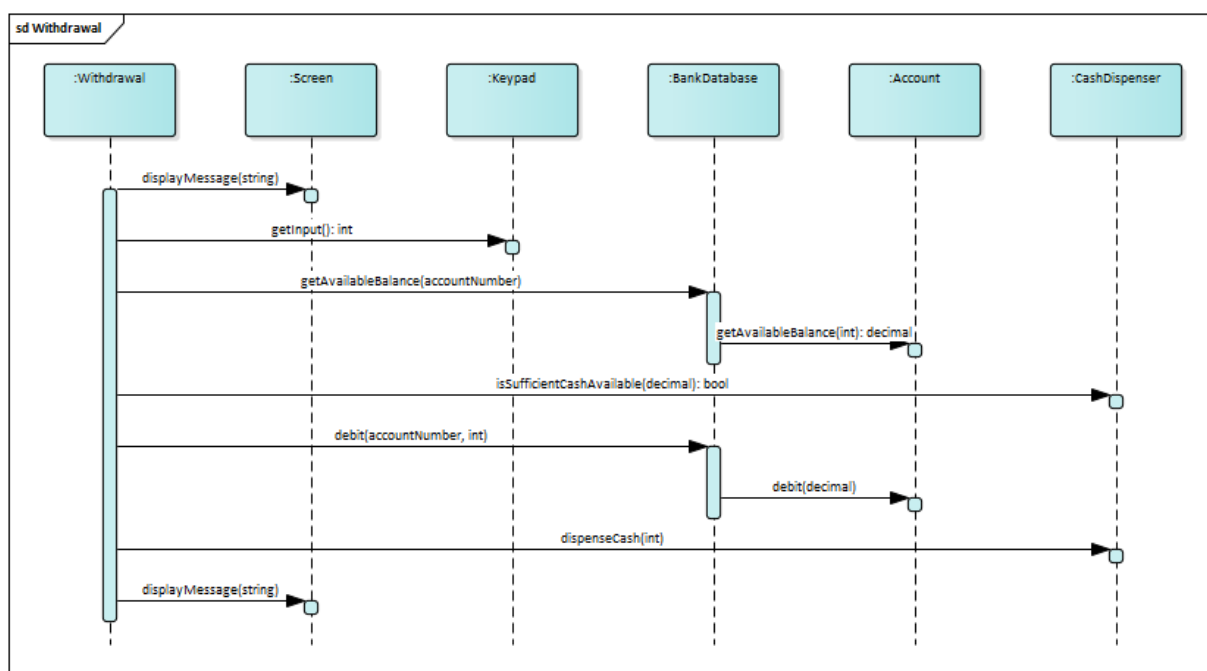 sd Withdrawal
:Withdrawal
:Screen
:Keypad
:BankDatabase
:Account
:CashDispenser
displayMessage(string)
getInput(): int
getAvailableBalance(accountNumber)
getAvailableBalance(int): decimal
isSufficientCashAvailable(decimal): bool
debit(accountNumber, int)
debit(decimal)
dispenseCash(int)
displayMessage(string)